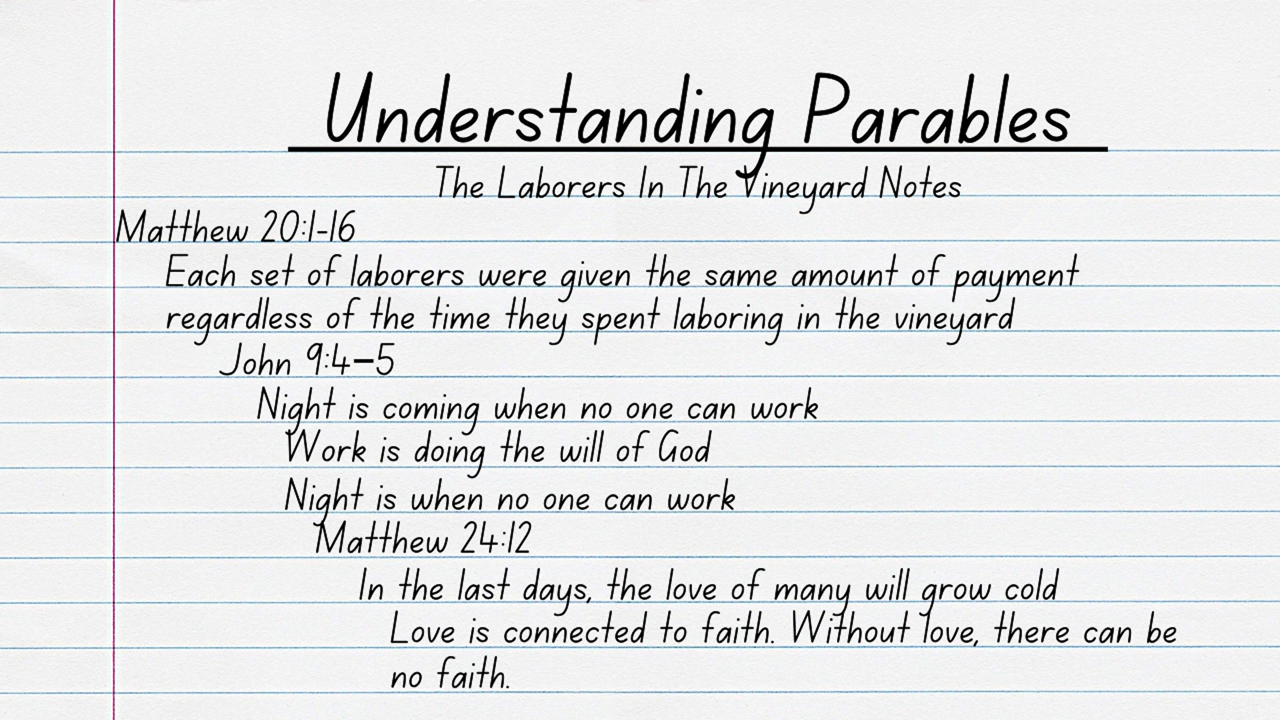 Understanding Parables
The Laborers In The Vineyard Notes
Matthew 20:1-16
Each set of laborers were given the same amount of payment
regardless of the time they spent laboring in the vineyard
John 9:4–5
Night is coming when no one can work
Work is doing the will of God
Night is when no one can work
Matthew 24:12
In the last days, the love of many will grow cold
Love is connected to faith. Without love, there can be
no faith.